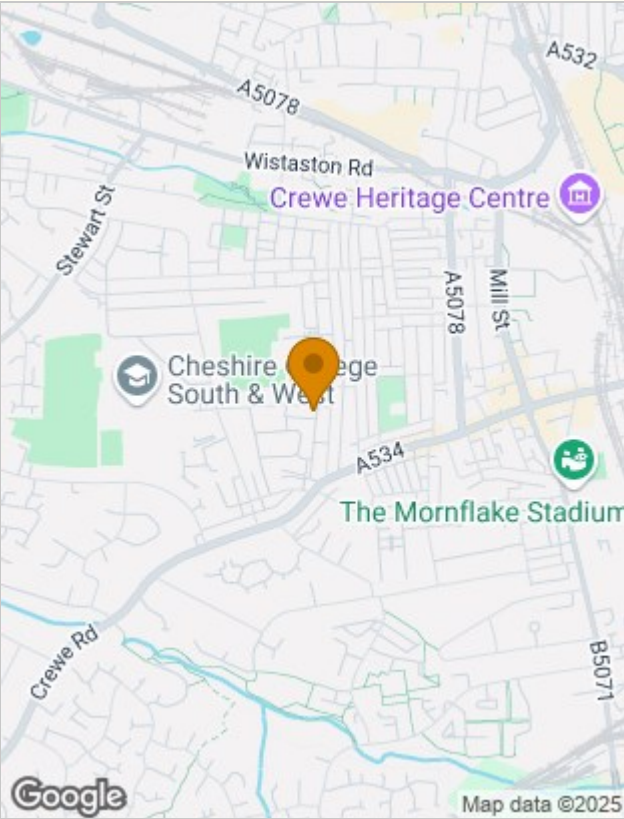 A532
A5078
Wistaston Rd
Crewe Heritage Centre
Stewart St
A5078
Mill St
Cheshire ege
South & West
A534
The Mornflake Stadium
Crewe Rd
B5071
Google
Map data ©2025